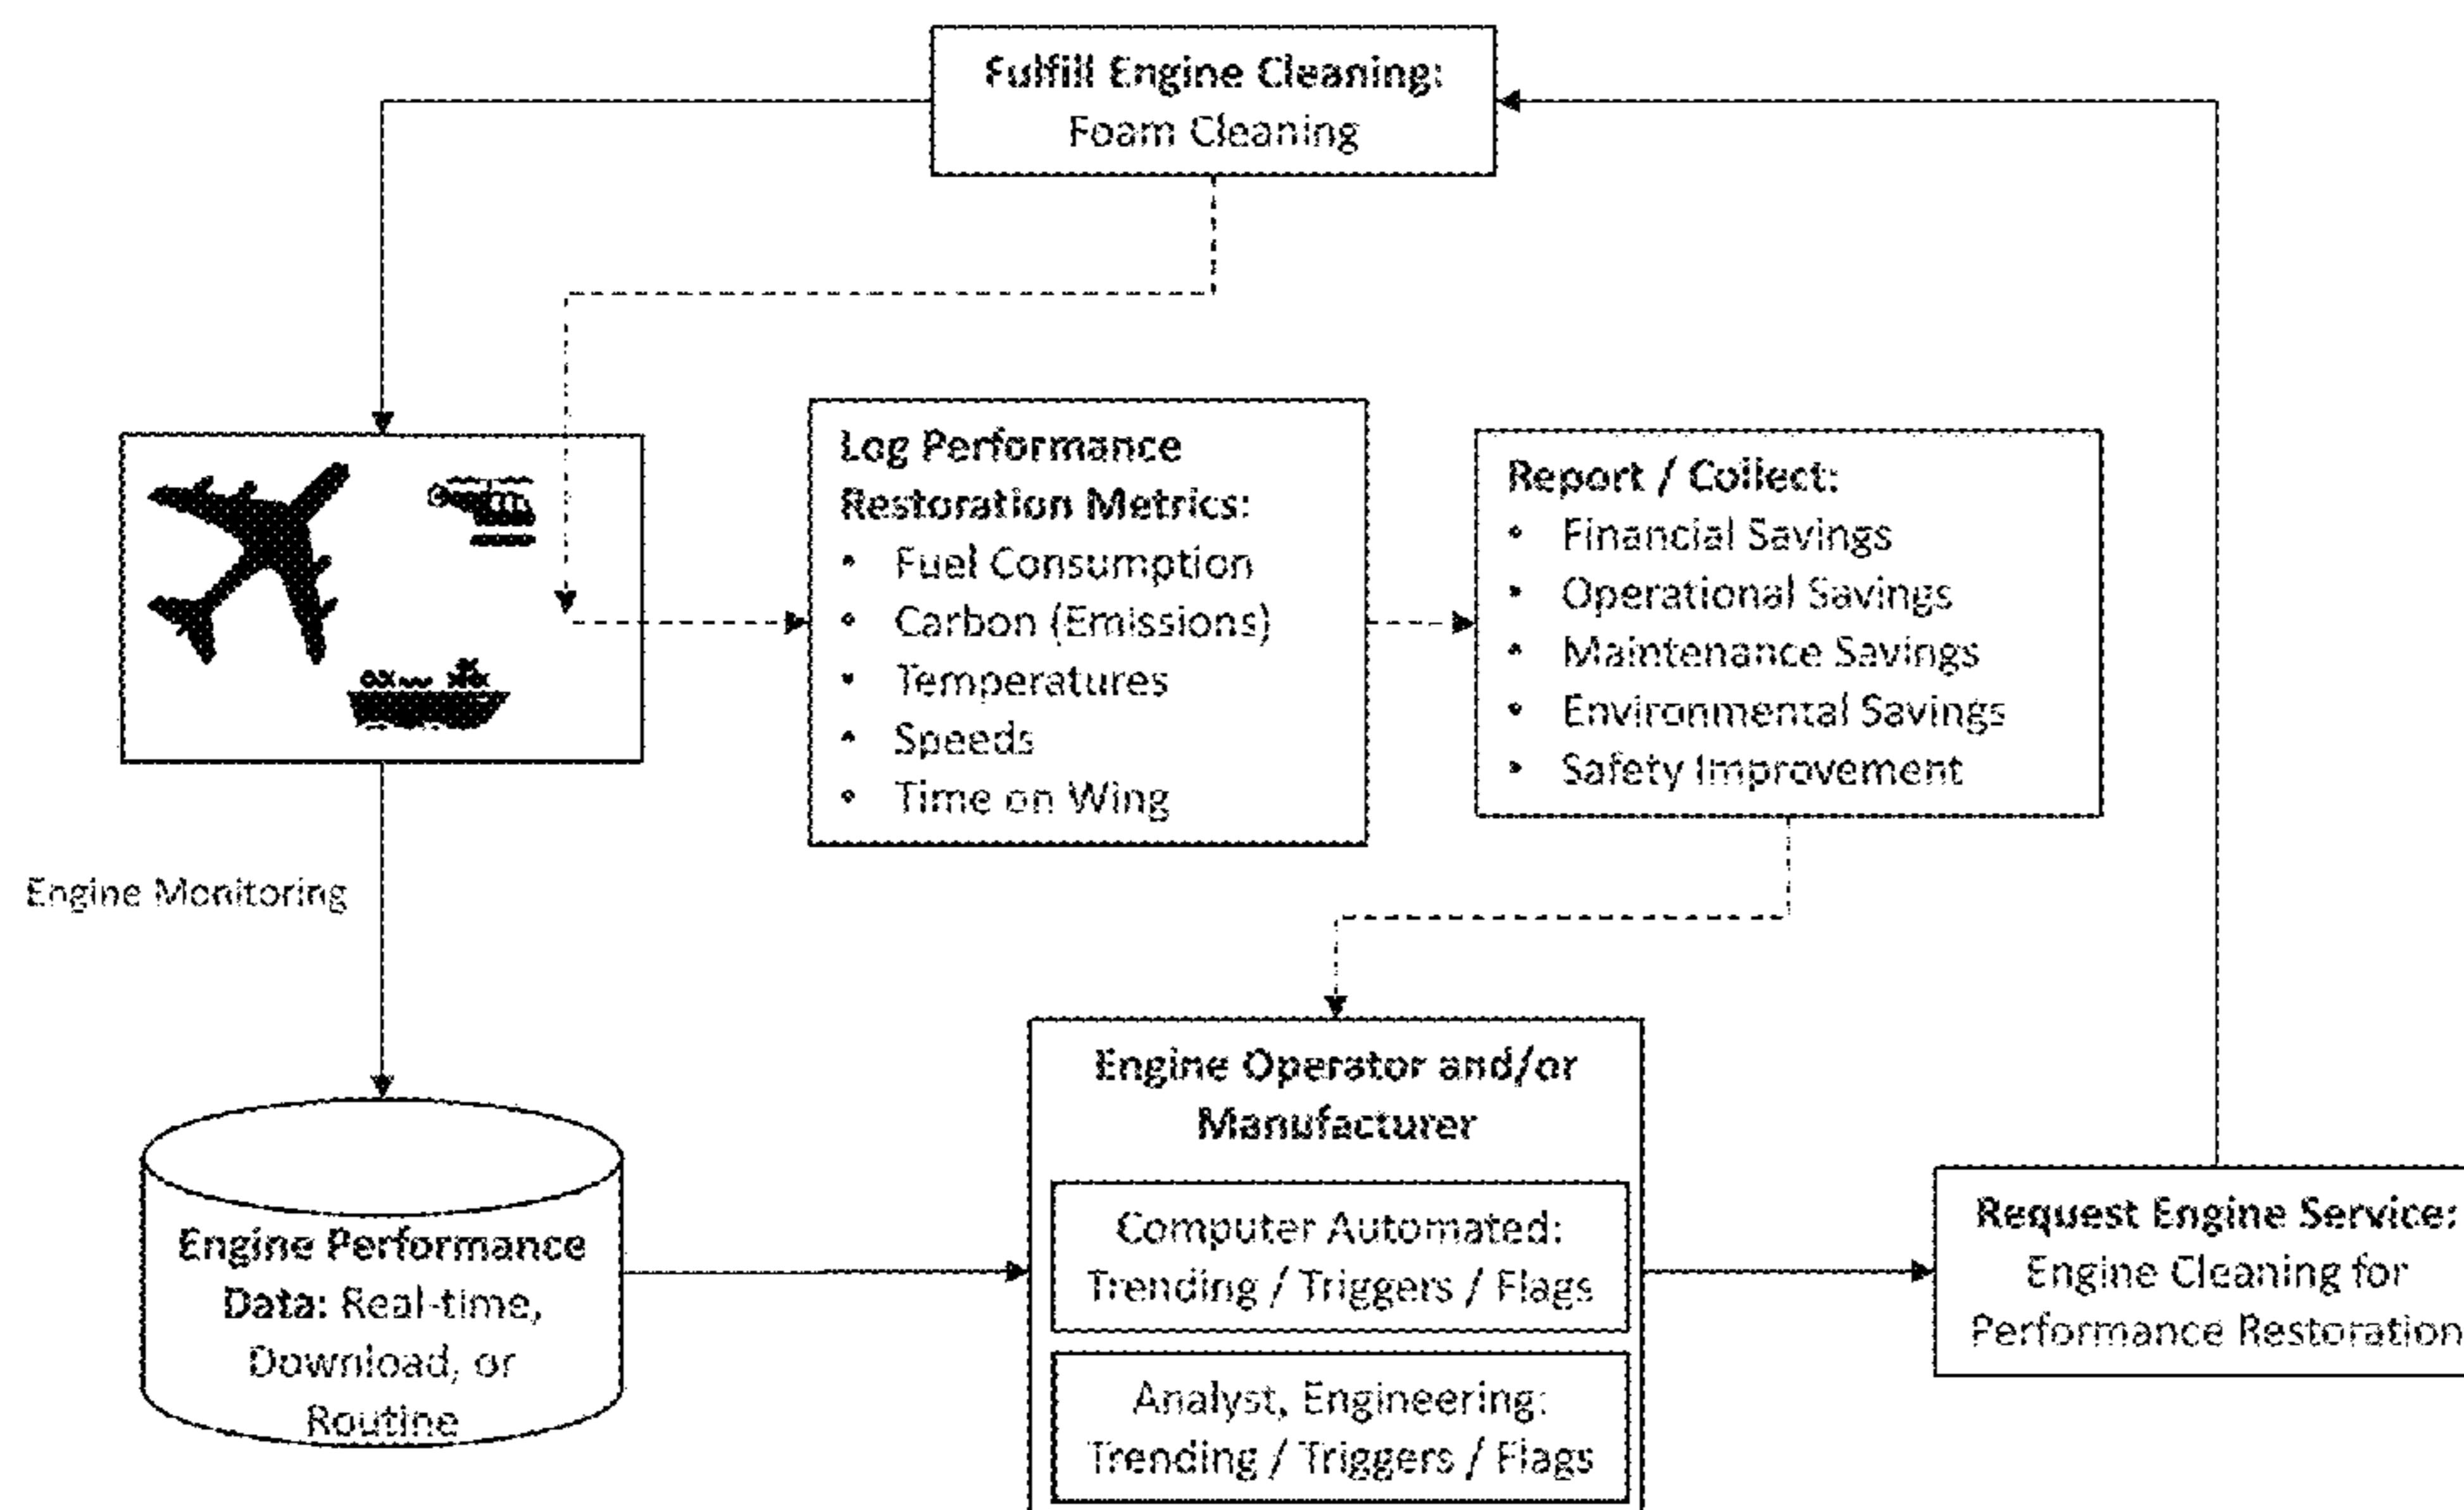 Fulfill Engine Cleaning:
Foam Cleaning
Log Performance
Restoration Metrics:
• Fuel Consumption
• Carbon (Emissions)
• Temperatures
• Speeds
• Time on Wing
Report / Collect:
• Financial Savings
• Operational Savings
• Maintenance Savings
• Environmental Savings
• Safety Improvement
Engine Monitoring
Engine Performance
Data: Real-time,
Download, or
Routine
Engine Operator and/or
Manufacturer
Computer Automated:
Trending / Triggers / Flags
Analyst, Engineering:
Trending / Triggers / Flags
Request Engine Service:
Engine Cleaning for
Performance Restoration